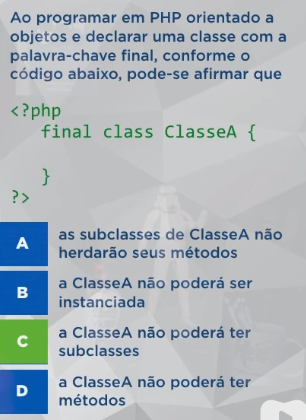 Ao programar em PHP orientado a
objetos e declarar uma classe com a
palavra-chave final, conforme o
código abaixo, pode-se afirmar que
<?php
final class ClasseA {
}
?>
A as subclasses de ClasseA não
herdarão seus métodos
B a ClasseA não poderá ser
instanciada
C a ClasseA não poderá ter
subclasses
D a ClasseA não poderá ter
métodos